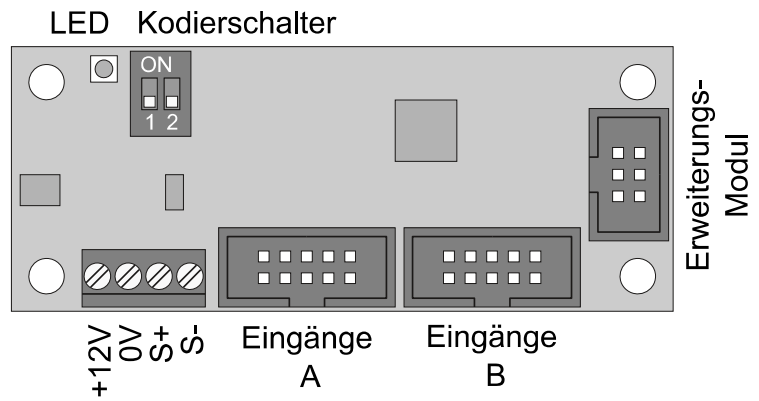 LED Kodierschalter
ON
1 2
Erweiterungs-
Modul
+12V
0V
S+
S-
Eingänge
A
Eingänge
B